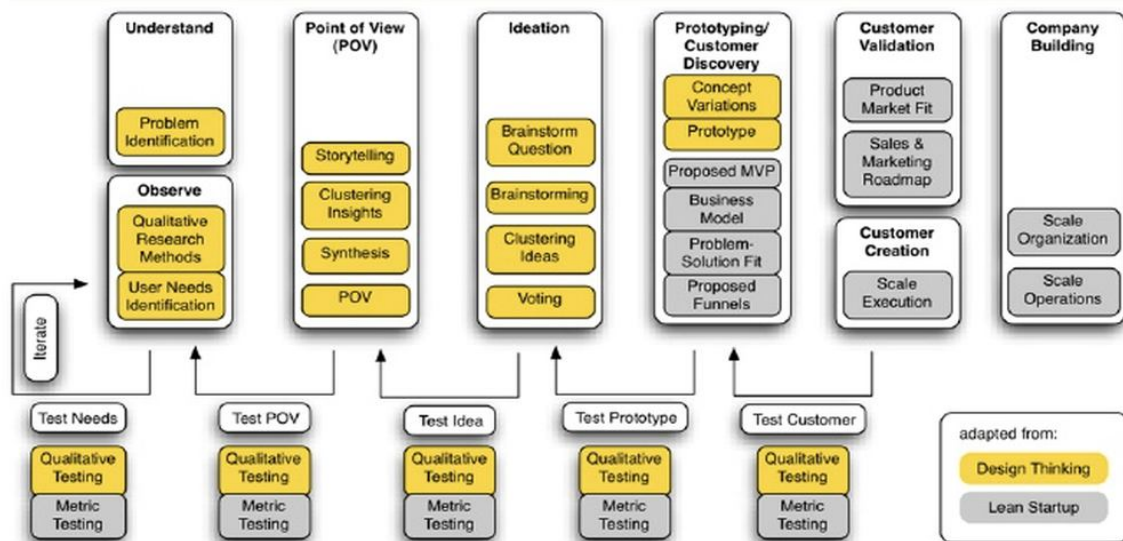 Understand
Problem
Identification
Observe
Qualitative
Research
Methods
User Needs
Identification
Point of View
(POV)
Storytelling
Clustering
Insights
Synthesis
POV
Ideation
Brainstorm
Question
Brainstorming
Clustering
Ideas
Voting
Prototyping/
Customer
Discovery
Concept
Variations
Prototype
Proposed MVP
Business
Model
Problem-
Solution Fit
Proposed
Funnels
Customer
Validation
Product
Market Fit
Sales &
Marketing
Roadmap
Customer
Creation
Scale
Execution
Company
Building
Scale
Organization
Scale
Operations
Iterate
Test Needs
Qualitative
Testing
Metric
Testing
Test POV
Qualitative
Testing
Metric
Testing
Test Idea
Qualitative
Testing
Metric
Testing
Test Prototype
Qualitative
Testing
Metric
Testing
Test Customer
Qualitative
Testing
Metric
Testing
adapted from:
Design Thinking
Lean Startup